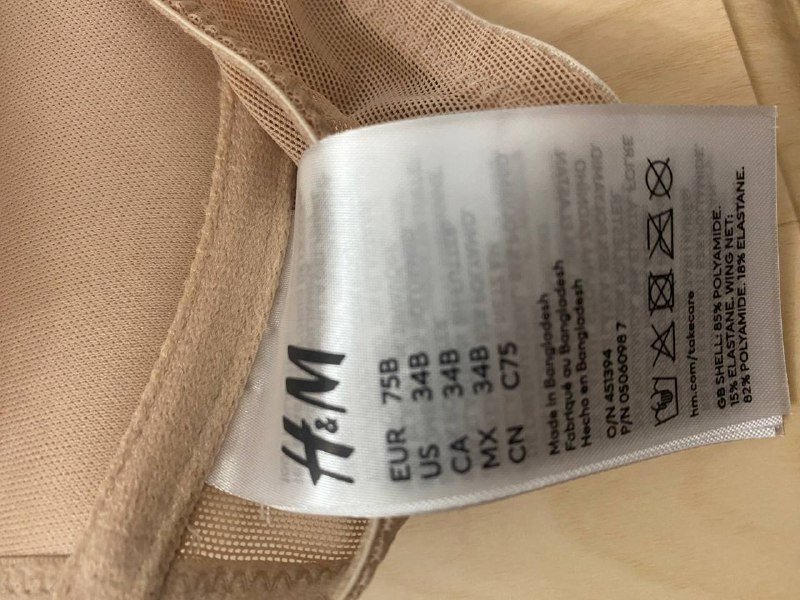 H&M
EUR 75B
US 34B
CA 34B
MX 34B
CN C75
Made in Bangladesh
Fabriqué au Bangladesh
Hecho en Bangladesh
O/N 451394
P/N 05060987
hm.com/takecare
GB SHELL: 85% POLYAMIDE.
15% ELASTANE. WING NET:
82% POLYAMIDE. 18% ELASTANE.